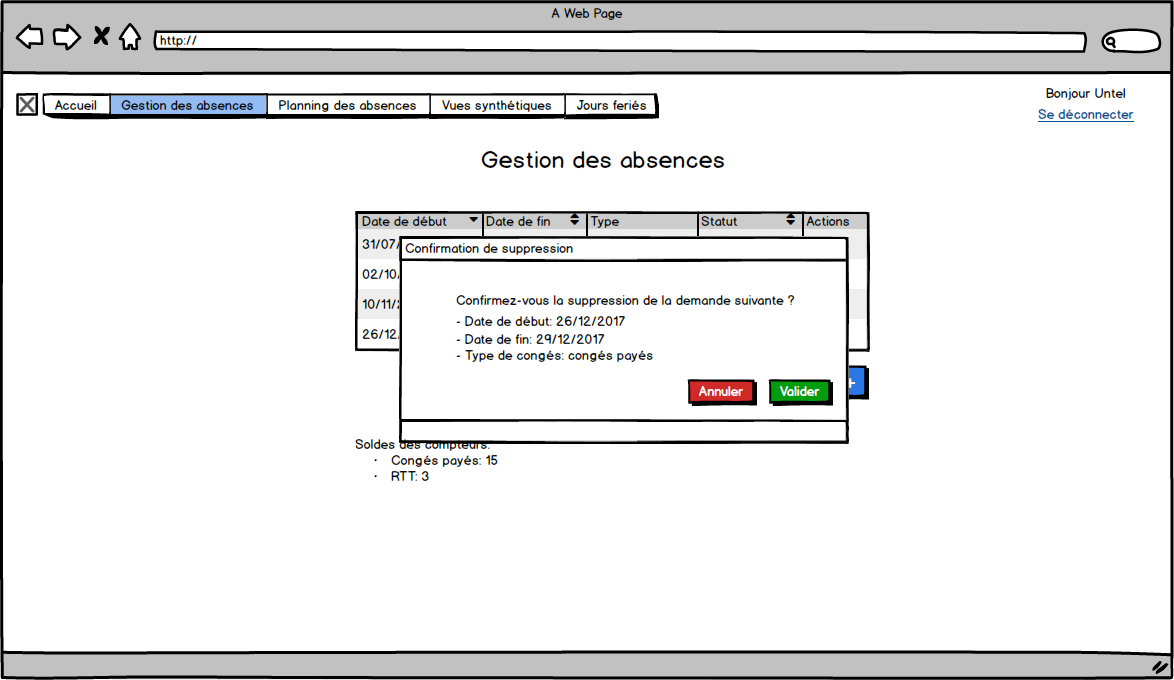 A Web Page
http://
Accueil Gestion des absences Planning des absences Vues synthétiques Jours feriés
Bonjour Untel
Se déconnecter
Gestion des absences
Date de début Date de fin Type Statut Actions
31/07/
Confirmation de suppression
02/10/
10/11/
26/12/
Confirmez-vous la suppression de la demande suivante ?
- Date de début: 26/12/2017
- Date de fin: 29/12/2017
- Type de congés: congés payés
Annuler Valider
+
Soldes des compteurs:
· Congés payés: 15
· RTT: 3